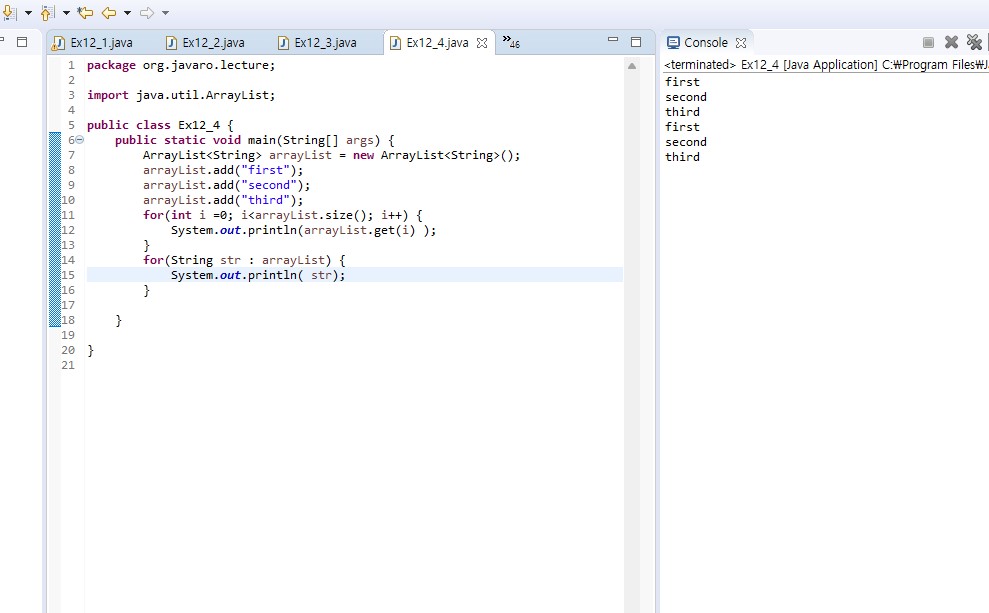 Ex12_1.java Ex12_2.java Ex12_3.java Ex12_4.java »46
1 package org.javaro.lecture;
2
3 import java.util.ArrayList;
4
5 public class Ex12_4 {
6 public static void main(String[] args) {
7 ArrayList<String> arrayList = new ArrayList<String>();
8 arrayList.add("first");
9 arrayList.add("second");
10 arrayList.add("third");
11 for(int i =0; i<arrayList.size(); i++) {
12 System.out.println(arrayList.get(i) );
13 }
14 for(String str : arrayList) {
15 System.out.println( str);
16 }
17
18 }
19
20 }
21
Console
<terminated> Ex12_4 [Java Application] C:₩Program Files₩J
first
second
third
first
second
third